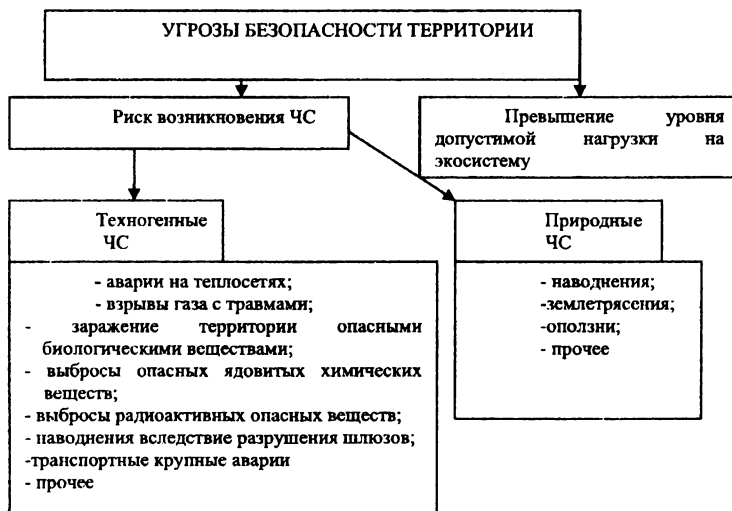 УГРОЗЫ БЕЗОПАСНОСТИ ТЕРРИТОРИИ
Риск возникновения ЧС
Превышение уровня
допустимой нагрузки на
экосистему
Техногенные
ЧС
- аварии на теплосетях;
- взрывы газа с травмами;
- заражение территории опасными
биологическими веществами;
- выбросы опасных ядовитых химических
веществ;
- выбросы радиоактивных опасных веществ;
- наводнения вследствие разрушения шлюзов;
-транспортные крупные аварии
- прочее
Природные
ЧС
- наводнения;
-землетрясения;
-оползни;
- прочее